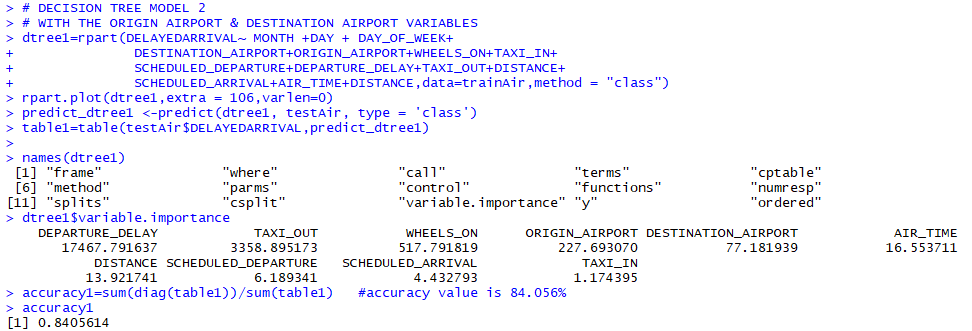 > # DECISION TREE MODEL 2
> # WITH THE ORIGIN AIRPORT & DESTINATION AIRPORT VARIABLES
> dtree1=rpart(DELAYEDARRIVAL~ MONTH +DAY + DAY_OF_WEEK+
+              DESTINATION_AIRPORT+ORIGIN_AIRPORT+WHEELS_ON+TAXI_IN+
+              SCHEDULED_DEPARTURE+DEPARTURE_DELAY+TAXI_OUT+DISTANCE+
+              SCHEDULED_ARRIVAL+AIR_TIME+DISTANCE,data=trainAir,method = "class")
> rpart.plot(dtree1,extra = 106,varlen=0)
> predict_dtree1 <-predict(dtree1, testAir, type = 'class')
> table1=table(testAir$DELAYEDARRIVAL,predict_dtree1)
>
> names(dtree1)
 [1] "frame"               "where"               "call"                "terms"               "cptable"
 [6] "method"              "parms"               "control"             "functions"           "numresp"
[11] "splits"              "csplit"              "variable.importance" "y"                   "ordered"
> dtree1$variable.importance
    DEPARTURE_DELAY            TAXI_OUT           WHEELS_ON      ORIGIN_AIRPORT DESTINATION_AIRPORT            AIR_TIME
       17467.791637         3358.895173          517.791819          227.693070           77.181939           16.553711
           DISTANCE SCHEDULED_DEPARTURE   SCHEDULED_ARRIVAL             TAXI_IN
          13.921741            6.189341            4.432793            1.174395
> accuracy1=sum(diag(table1))/sum(table1)   #accuracy value is 84.056%
> accuracy1
[1] 0.8405614